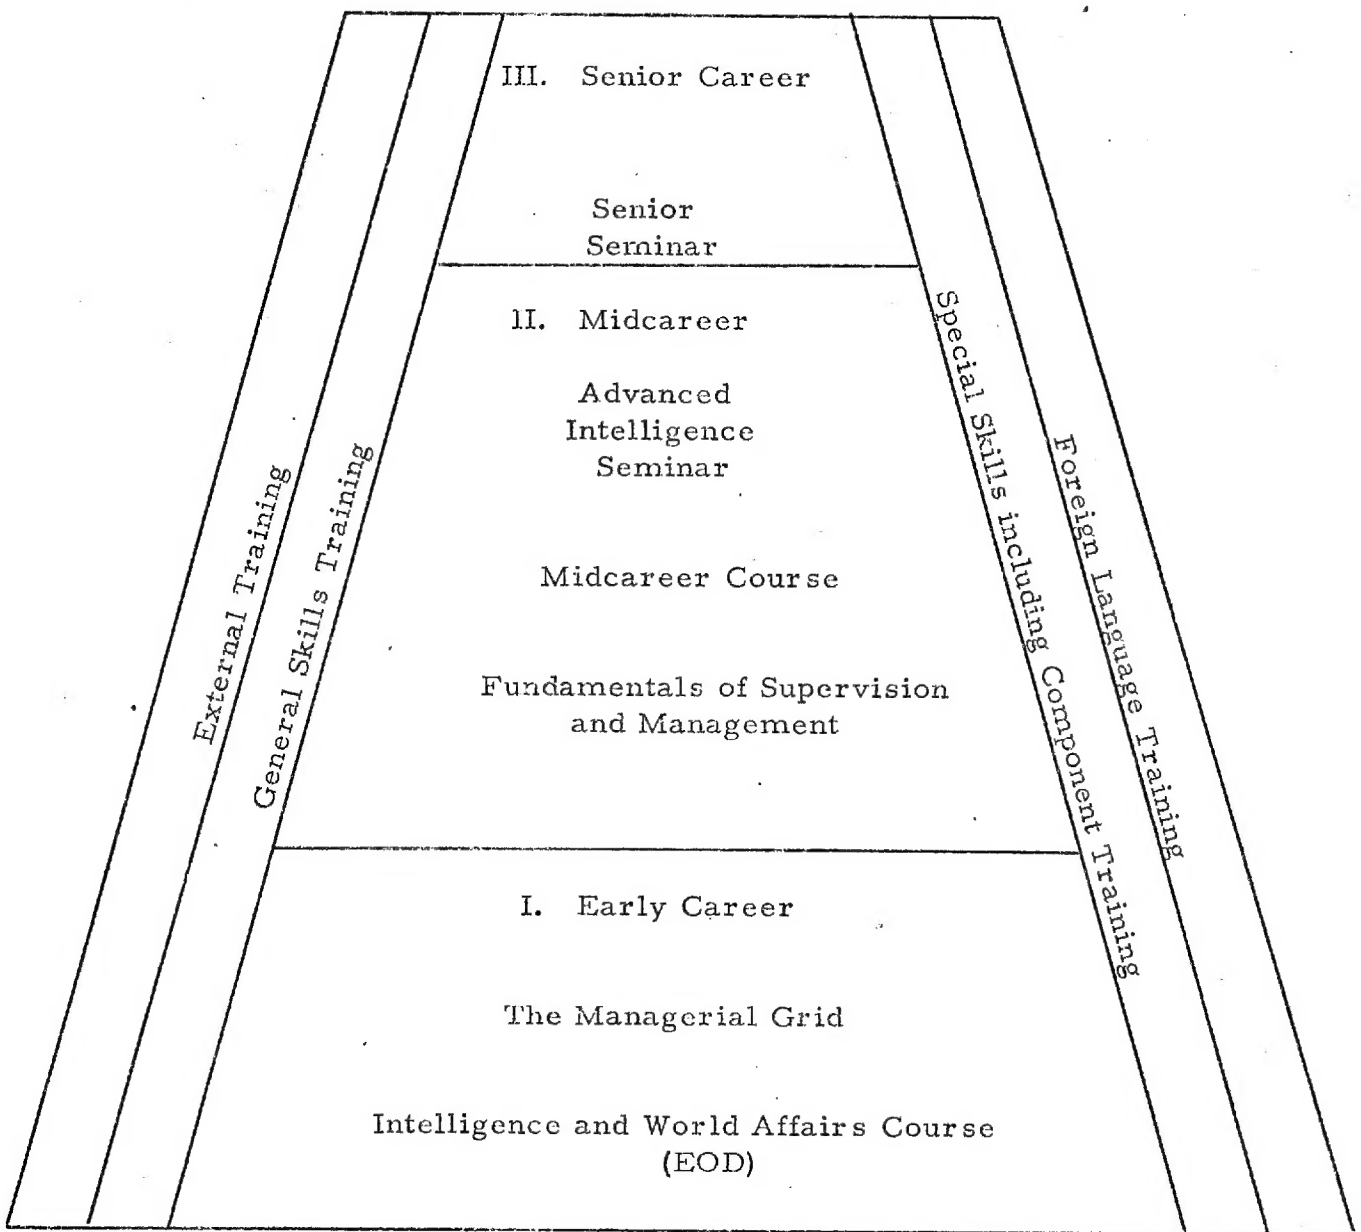 III. Senior Career
Senior
Seminar
II. Midcareer
Advanced
Intelligence
Seminar
Midcareer Course
Fundamentals of Supervision
and Management
I. Early Career
The Managerial Grid
Intelligence and World Affairs Course
(EOD)
External Training
General Skills Training
Special Skills including Component Training
Foreign Language Training